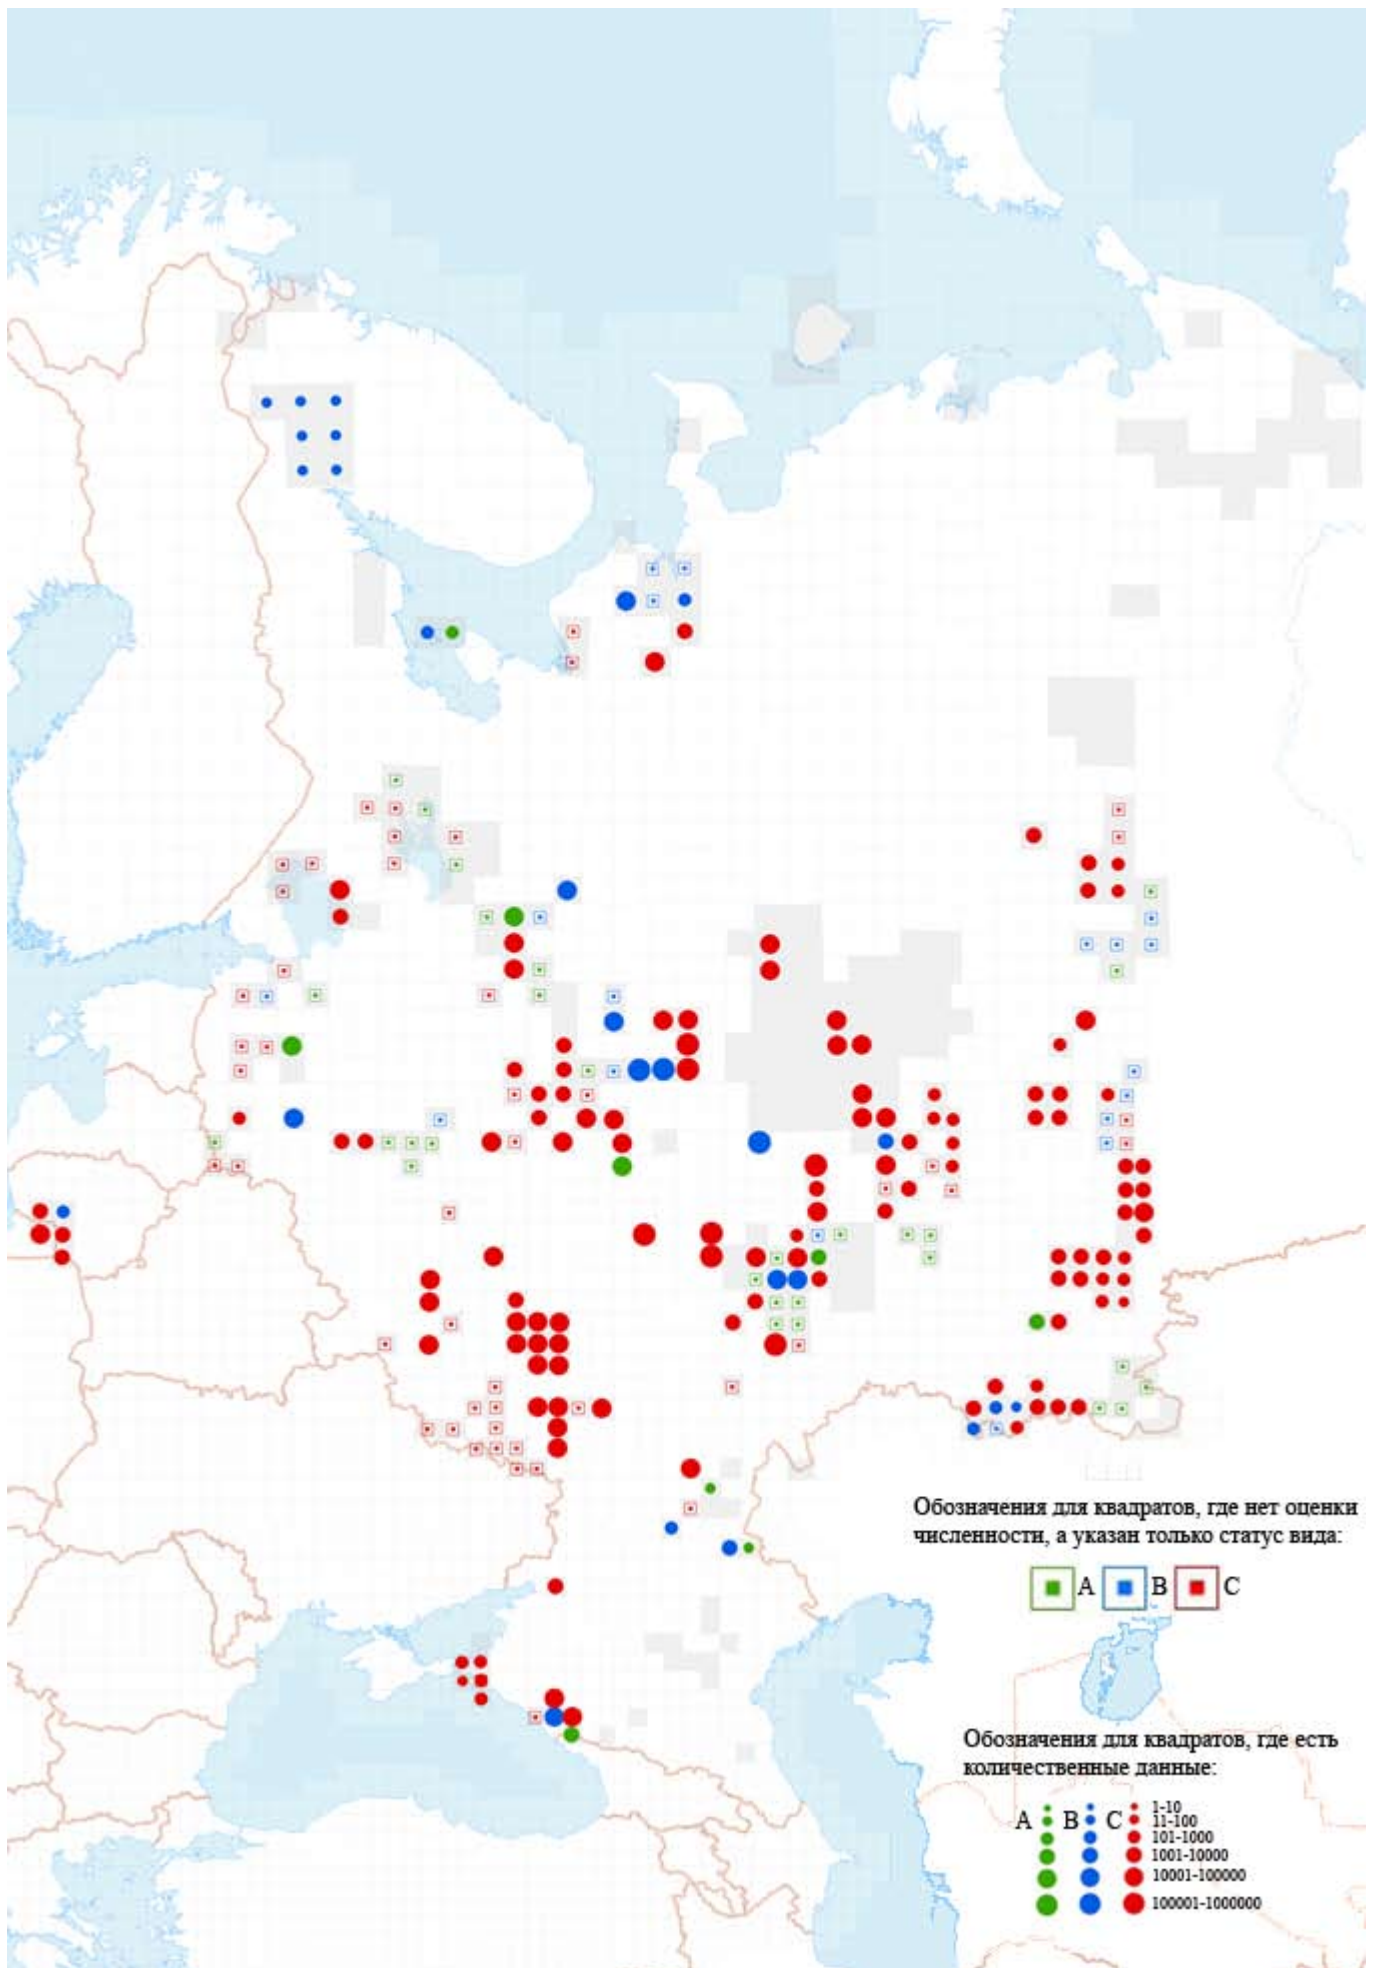 Обозначения для квадратов, где нет оценки
численности, а указан только статус вида:
A B C
Обозначения для квадратов, где есть
количественные данные:
A B C
1-10
11-100
101-1000
1001-10000
10001-100000
100001-1000000